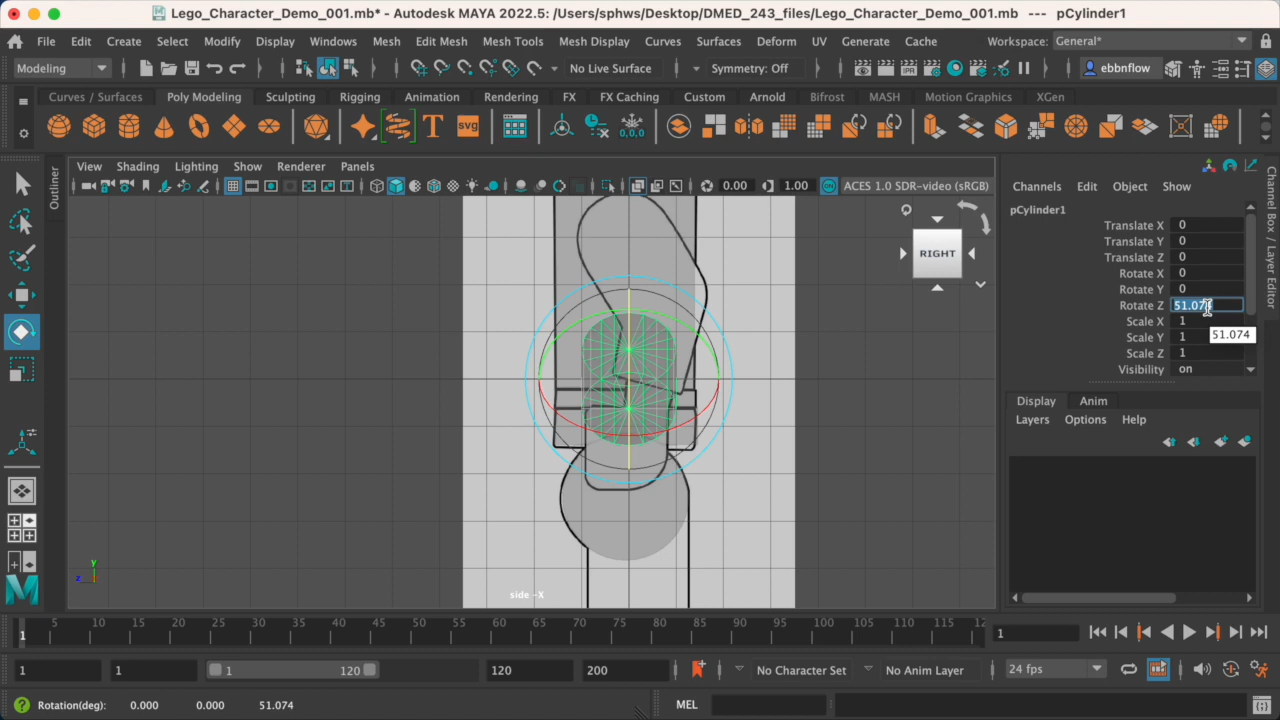 Lego_Character_Demo_001.mb* - Autodesk MAYA 2022.5: /Users/sphws/Desktop/DMED_243_files/Lego_Character_Demo_001.mb --- pCylinder1
File Edit Create Select Modify Display Windows Mesh Edit Mesh Mesh Tools Mesh Display Curves Surfaces Deform UV Generate Cache Workspace: General*
Modeling No Live Surface Symmetry: Off IPR ebbnflow
Curves / Surfaces Poly Modeling Sculpting Rigging Animation Rendering FX FX Caching Custom Arnold Bifrost MASH Motion Graphics XGen
T svg 0,0,0
View Shading Lighting Show Renderer Panels
0.00 1.00 ACES 1.0 SDR-video (sRGB)
Outliner
RIGHT
y
z
side -X
Channels Edit Object Show
pCylinder1
Translate X 0
Translate Y 0
Translate Z 0
Rotate X 0
Rotate Y 0
Rotate Z 51.074
Scale X 1
51.074
Scale Y 1
Scale Z 1
Visibility on
Display Anim
Layers Options Help
Channel Box / Layer Editor
1 5 10 15 20 25 30 35 40 45 50 55 60 65 70 75 80 85 90 95 100 105 110 115 12
1
1 1 1 120 120 200 No Character Set No Anim Layer 24 fps
Rotation(deg): 0.000 0.000 51.074 MEL